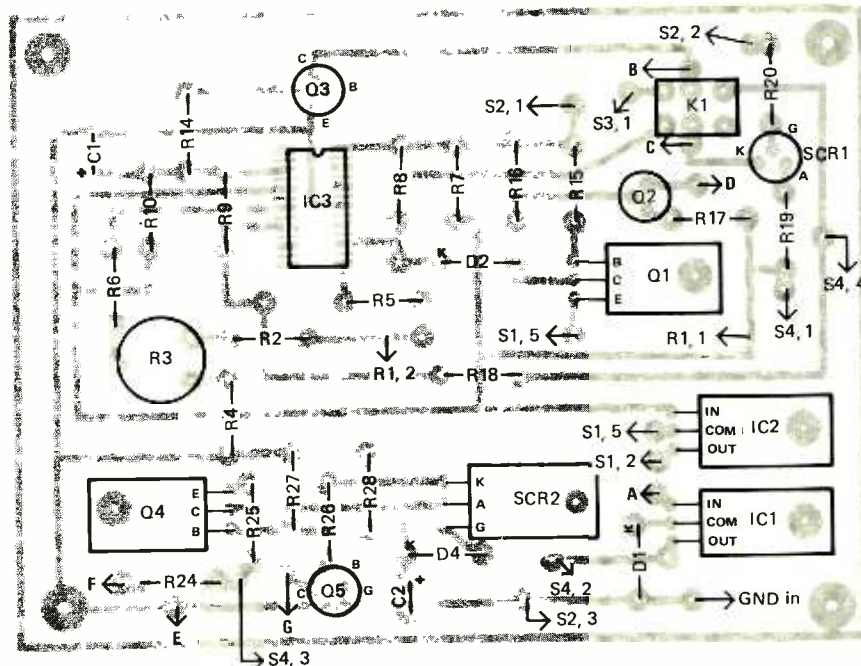 S2, 2
C
Q3
B
E
B
K1
R20
S2, 1
S3, 1
G
K
SCR1
A
C
+ C1 -
R14
IC3
R8
R7
R16
R15
Q2
D
R10
R9
R17
R19
K D2
B
C
E
Q1
S4, 4
R6
R5
S4, 1
R3
R2
S1, 5
R1, 1
R1, 2
R18
R4
IN
COM
OUT
IC2
S1, 5
S1, 2
Q4
E
C
B
R25
R27
R26
R28
K
A
G
SCR2
A
IN
COM
OUT
IC1
K
D1
K
D4
F
R24
C
Q5
B
G
C2 +
S4, 2
GND in
E
G
S2, 3
S4, 3